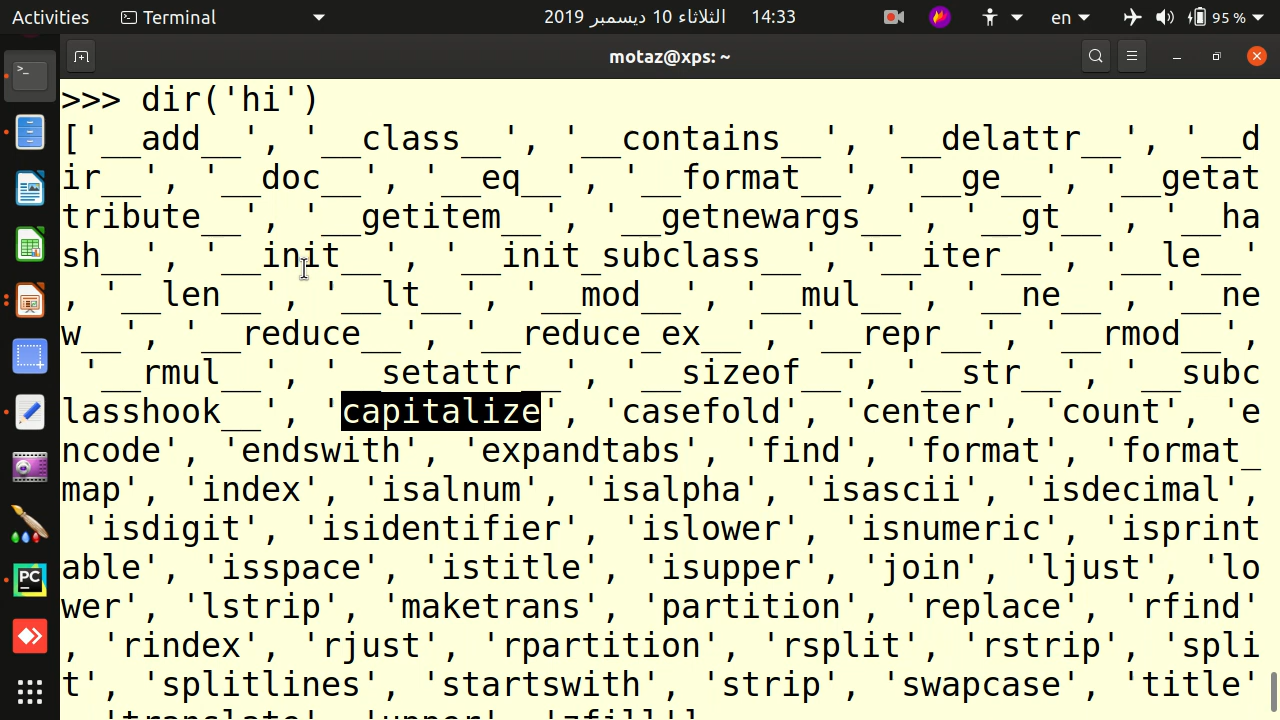 Activities Terminal 14:33 الثلاثاء 10 ديسمبر 2019 en 95 %
motaz@xps: ~
>>> dir('hi')
['__add__', '__class__', '__contains__', '__delattr__', '__d
ir__', '__doc__', '__eq__', '__format__', '__ge__', '__getat
tribute__', '__getitem__', '__getnewargs__', '__gt__', '__ha
sh__', '__init__', '__init_subclass__', '__iter__', '__le__'
, '__len__', '__lt__', '__mod__', '__mul__', '__ne__', '__ne
w__', '__reduce__', '__reduce_ex__', '__repr__', '__rmod__',
 '__rmul__', '__setattr__', '__sizeof__', '__str__', '__subc
lasshook__', 'capitalize', 'casefold', 'center', 'count', 'e
ncode', 'endswith', 'expandtabs', 'find', 'format', 'format_
map', 'index', 'isalnum', 'isalpha', 'isascii', 'isdecimal',
 'isdigit', 'isidentifier', 'islower', 'isnumeric', 'isprint
able', 'isspace', 'istitle', 'isupper', 'join', 'ljust', 'lo
wer', 'lstrip', 'maketrans', 'partition', 'replace', 'rfind'
, 'rindex', 'rjust', 'rpartition', 'rsplit', 'rstrip', 'spli
t', 'splitlines', 'startswith', 'strip', 'swapcase', 'title'
, 'translate', 'upper', 'zfill']
>_
PC